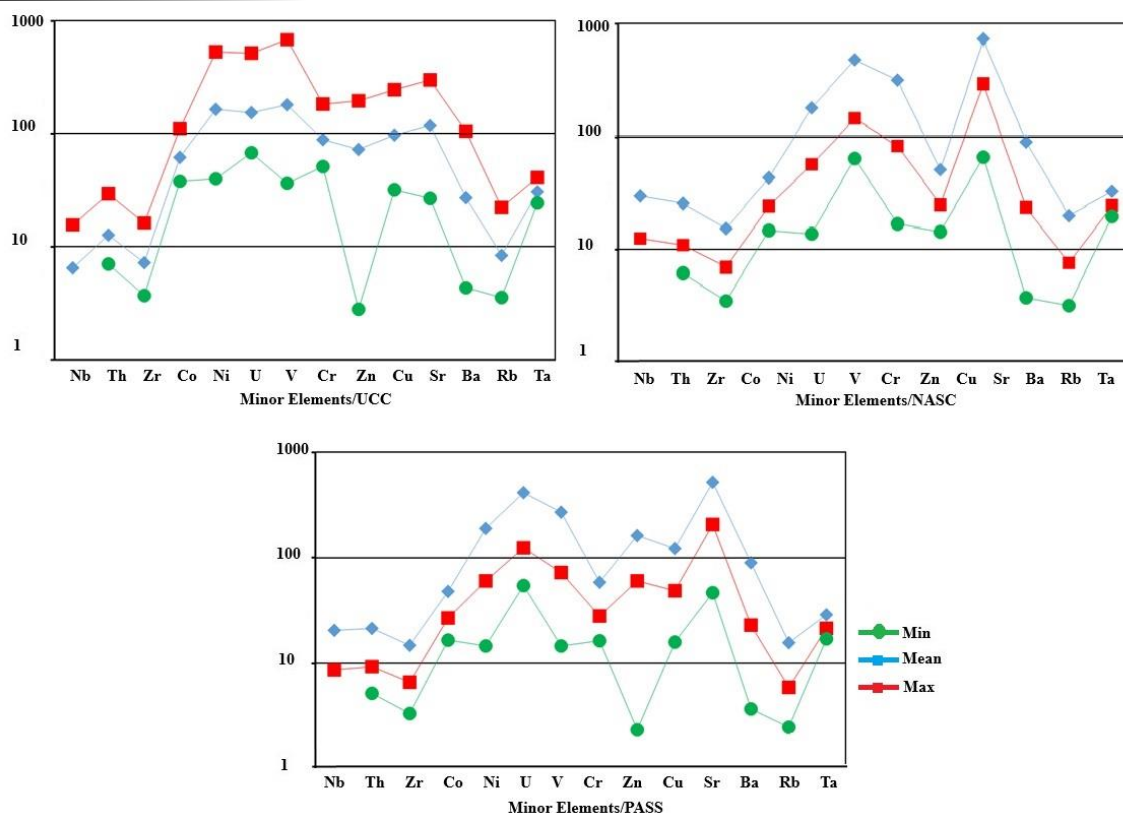 1000
100
10
1
Nb Th Zr Co Ni U V Cr Zn Cu Sr Ba Rb Ta
Minor Elements/UCC
1000
100
10
1
Nb Th Zr Co Ni U V Cr Zn Cu Sr Ba Rb Ta
Minor Elements/NASC
1000
100
10
1
Nb Th Zr Co Ni U V Cr Zn Cu Sr Ba Rb Ta
Minor Elements/PASS
Min
Mean
Max